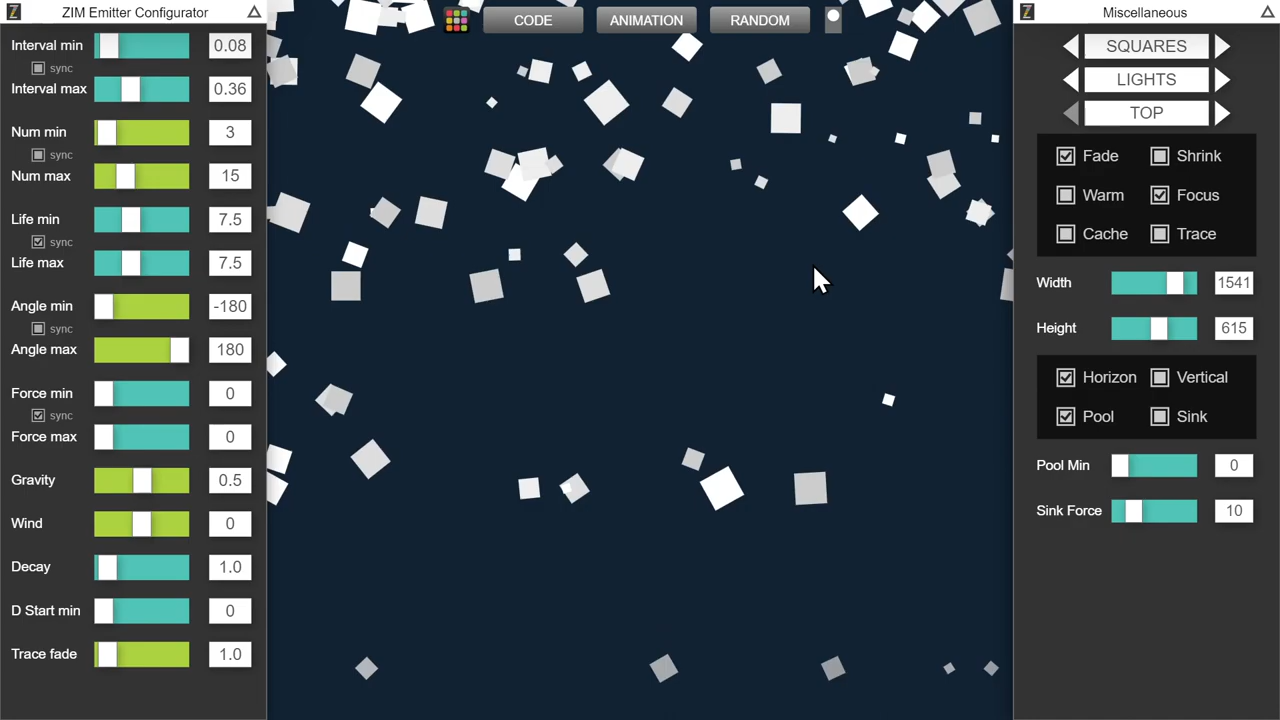 ZIM Emitter Configurator
Interval min 0.08
sync
Interval max 0.36
Num min 3
sync
Num max 15
Life min 7.5
sync
Life max 7.5
Angle min -180
sync
Angle max 180
Force min 0
sync
Force max 0
Gravity 0.5
Wind 0
Decay 1.0
D Start min 0
Trace fade 1.0
CODE ANIMATION RANDOM
Miscellaneous
SQUARES
LIGHTS
TOP
Fade Shrink
Warm Focus
Cache Trace
Width 1541
Height 615
Horizon Vertical
Pool Sink
Pool Min 0
Sink Force 10